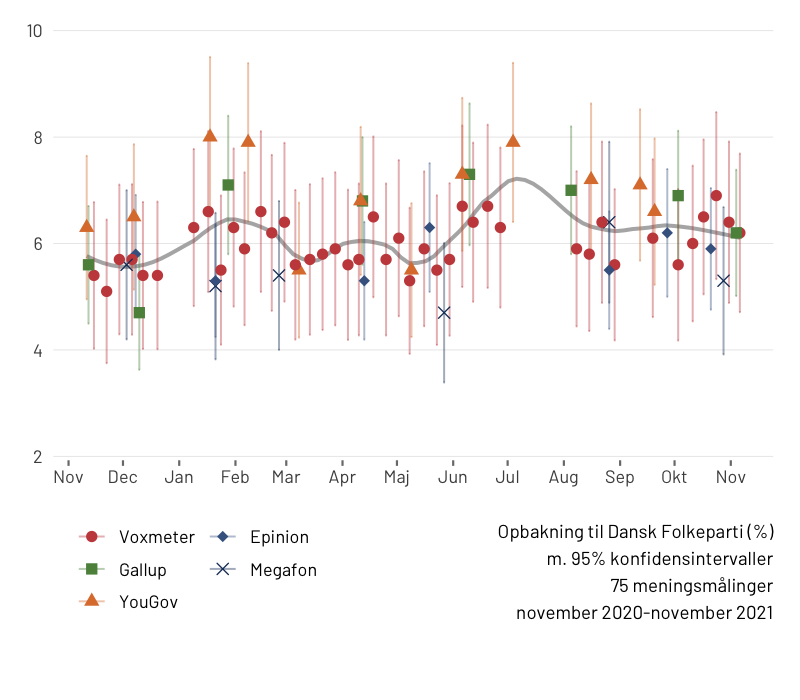 10
8
6
4
2
Nov Dec Jan Feb Mar Apr Maj Jun Jul Aug Sep Okt Nov
Voxmeter Epinion
Gallup Megafon
YouGov
Opbakning til Dansk Folkeparti (%)
m. 95% konfidensintervaller
75 meningsmålinger
november 2020-november 2021